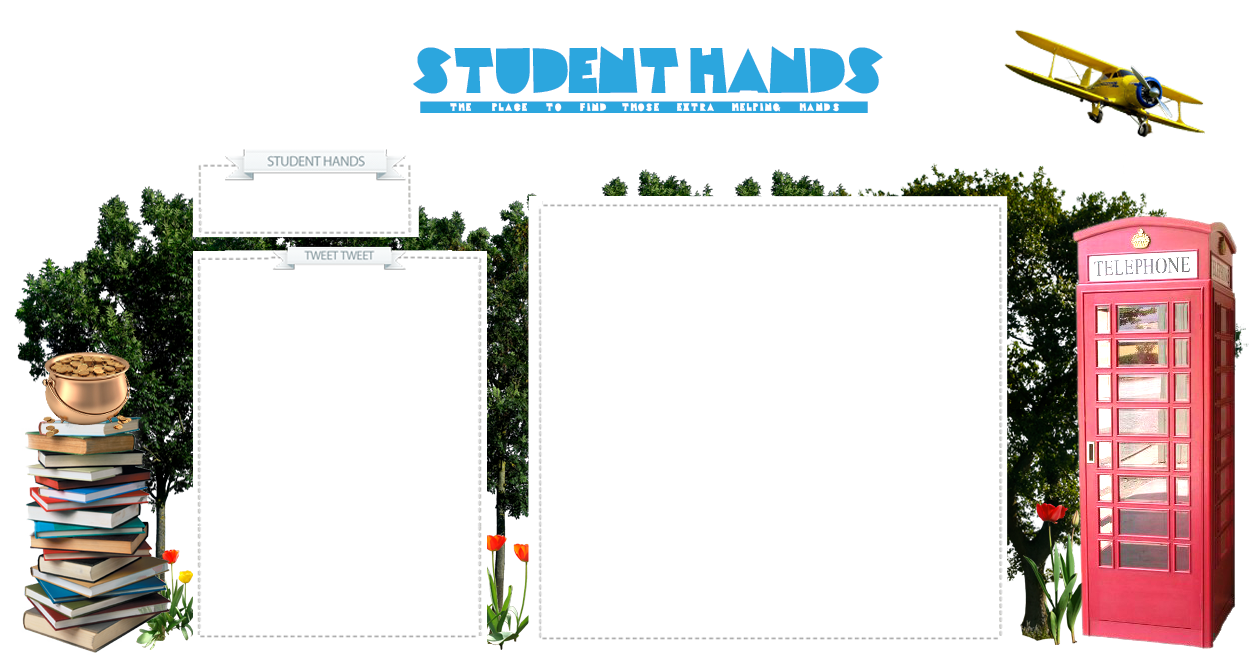 STUDENT HANDS
THE PLACE TO FIND THOSE EXTRA HELPING HANDS
STUDENT HANDS
TWEET TWEET
TELEPHONE